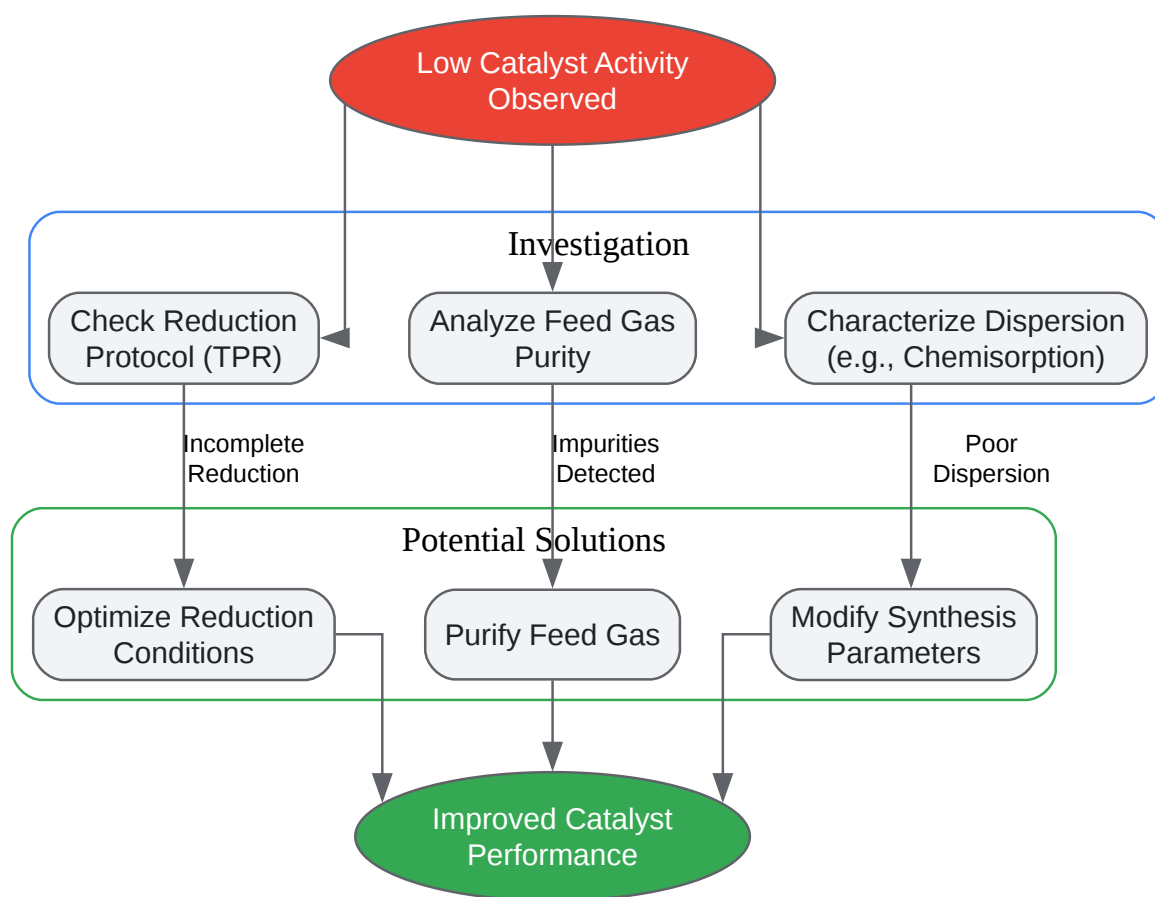 Low Catalyst Activity
Observed
Investigation
Check Reduction
Protocol (TPR)
Analyze Feed Gas
Purity
Characterize Dispersion
(e.g., Chemisorption)
Incomplete
Reduction
Impurities
Detected
Poor
Dispersion
Potential Solutions
Optimize Reduction
Conditions
Purify Feed Gas
Modify Synthesis
Parameters
Improved Catalyst
Performance